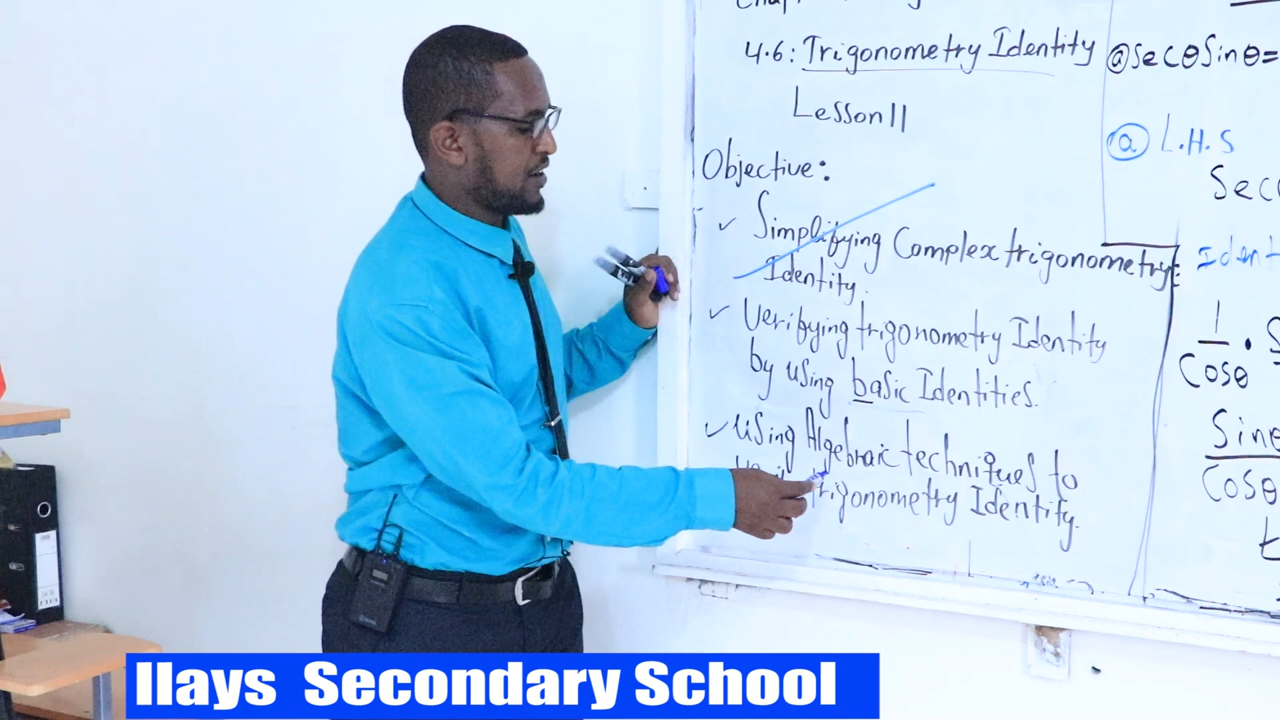 4.6: Trigonometry Identity
Lesson 11
Objective:
✓ Simplifying Complex trigonometry
Identity.
✓ Verifying trigonometry Identity
by using basic Identities.
✓ Using Algebraic techniques to
trigonometry Identity.
ⓐ Secθ Sinθ =
ⓐ L.H.S
Sec
Ident
1
Cosθ
Sinθ
Cosθ
t
Ilays Secondary School